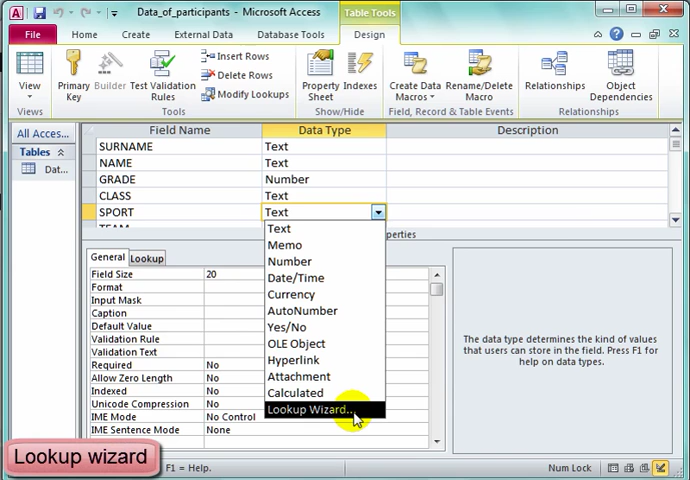 Data_of_participants - Microsoft Access
Table Tools
File
Home
Create
External Data
Database Tools
Design
View
Primary Key
Builder
Test Validation Rules
Insert Rows
Delete Rows
Modify Lookups
Property Sheet
Indexes
Create Data Macros
Rename/Delete Macro
Relationships
Object Dependencies
Views
Tools
Show/Hide
Field, Record & Table Events
Relationships
All Acces...
Tables
Dat...
Field Name
Data Type
Description
SURNAME
Text
NAME
Text
GRADE
Number
CLASS
Text
SPORT
Text
Text
Memo
Number
Date/Time
Currency
AutoNumber
Yes/No
OLE Object
Hyperlink
Attachment
Calculated
Lookup Wizard...
General
Lookup
Field Size
20
Format
Input Mask
Caption
Default Value
Validation Rule
Validation Text
Required
No
Allow Zero Length
No
Indexed
No
Unicode Compression
No
IME Mode
No Control
IME Sentence Mode
None
The data type determines the kind of values
that users can store in the field. Press F1 for
help on data types.
Lookup wizard
F1 = Help.
Num Lock